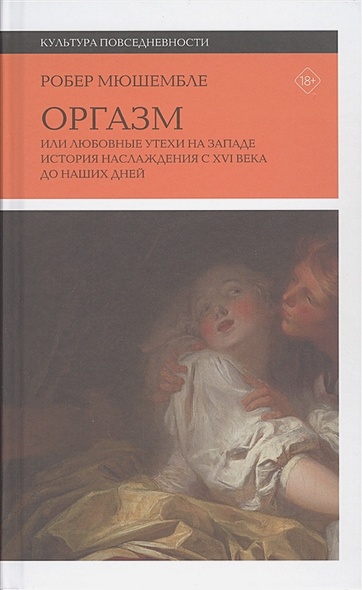 КУЛЬТУРА ПОВСЕДНЕВНОСТИ
РОБЕР МЮШЕМБЛЕ
18+
ОРГАЗМ
ИЛИ ЛЮБОВНЫЕ УТЕХИ НА ЗАПАДЕ
ИСТОРИЯ НАСЛАЖДЕНИЯ С XVI ВЕКА
ДО НАШИХ ДНЕЙ